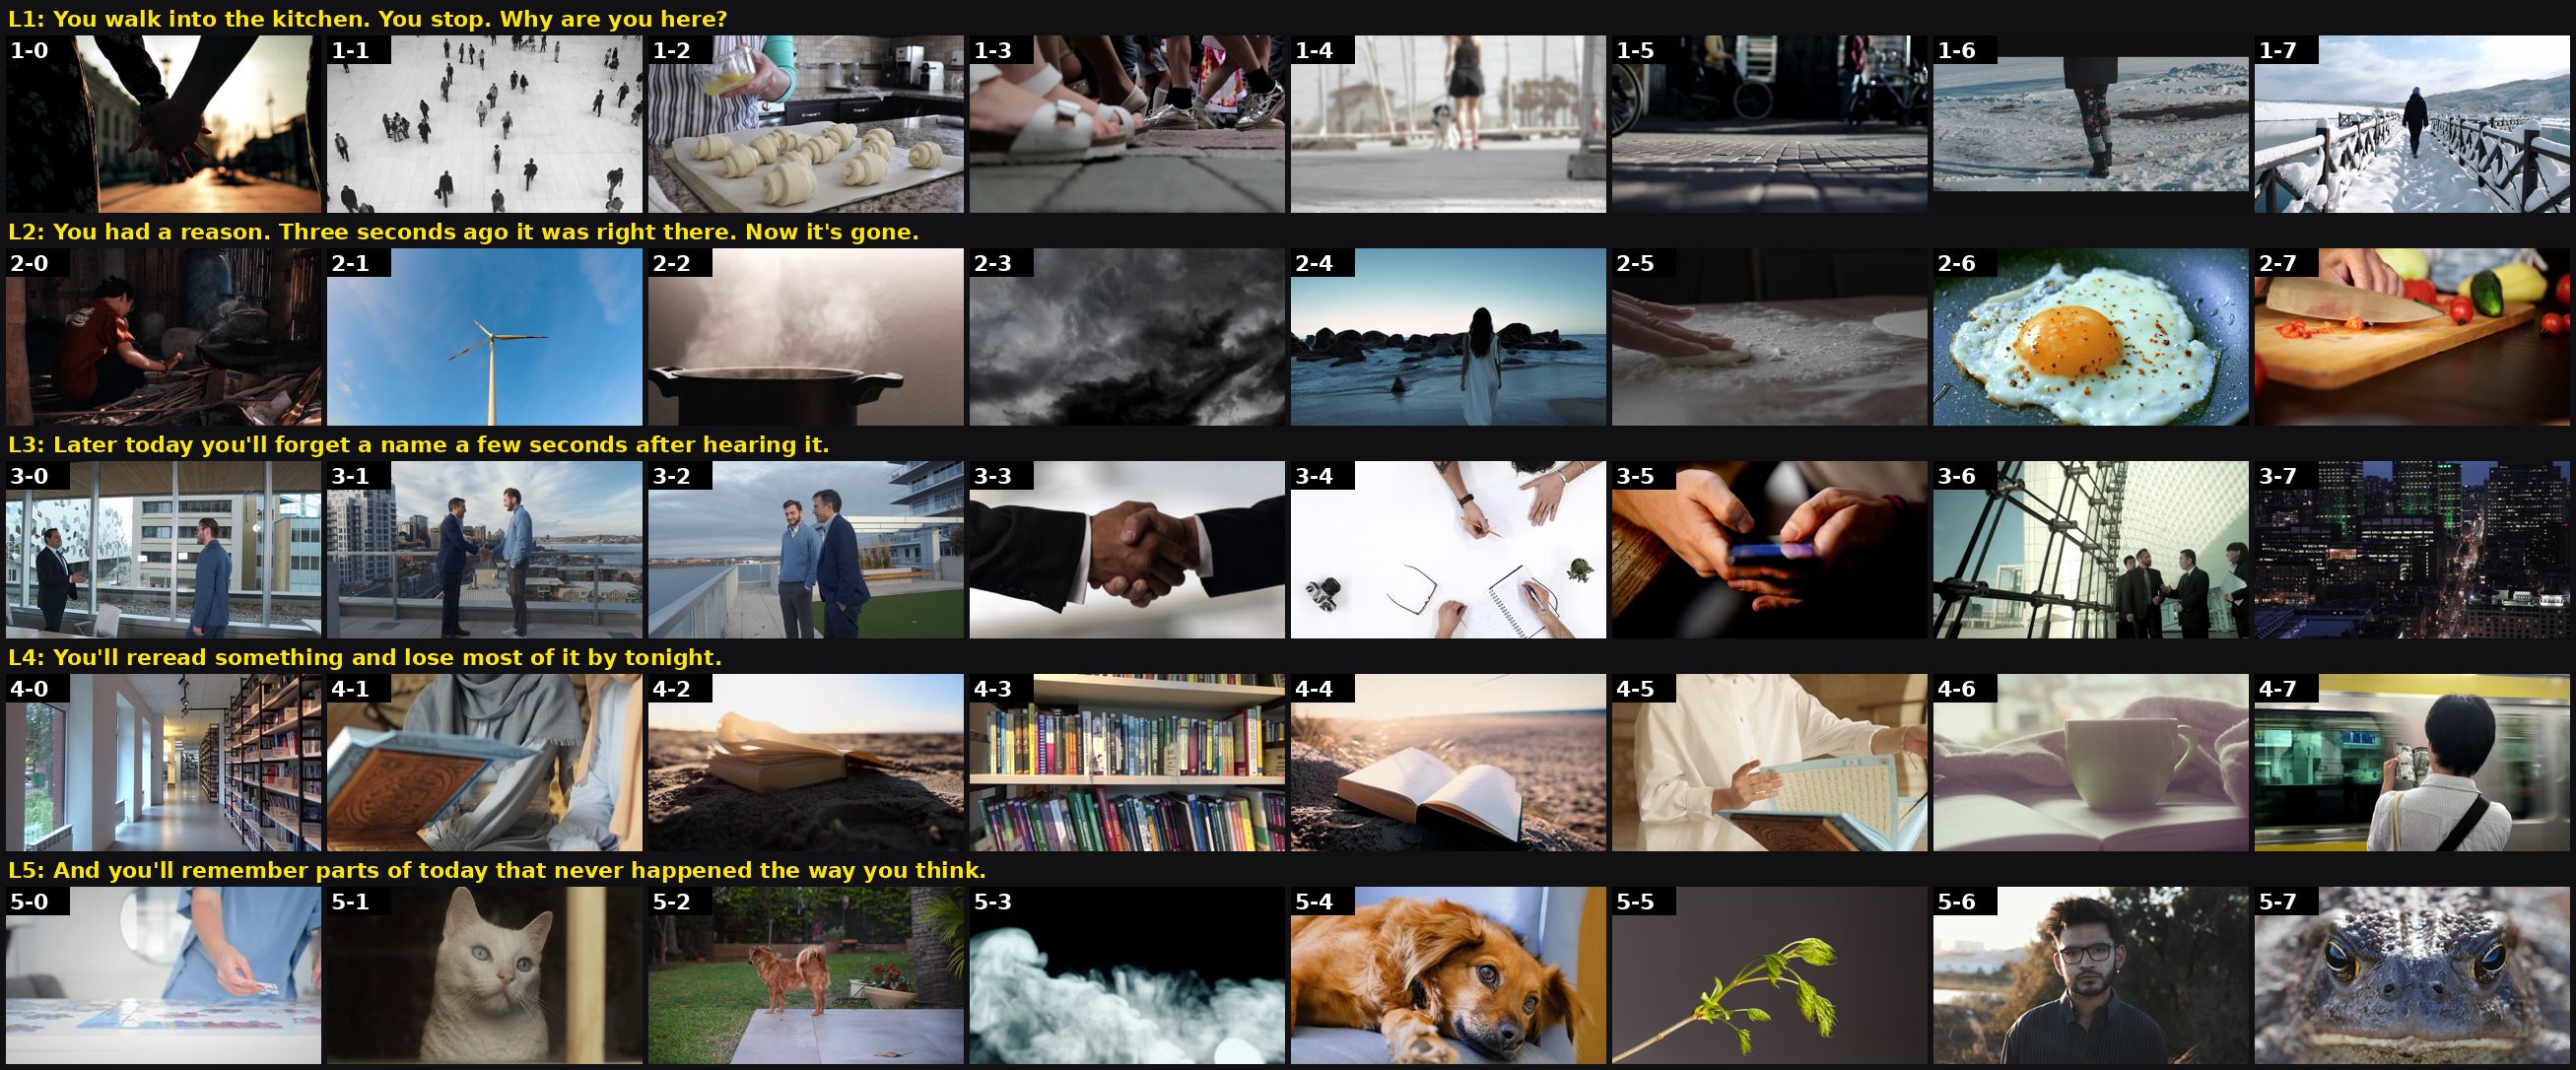 L1: You walk into the kitchen. You stop. Why are you here?
1-0 1-1 1-2 1-3 1-4 1-5 1-6 1-7
L2: You had a reason. Three seconds ago it was right there. Now it's gone.
2-0 2-1 2-2 2-3 2-4 2-5 2-6 2-7
L3: Later today you'll forget a name a few seconds after hearing it.
3-0 3-1 3-2 3-3 3-4 3-5 3-6 3-7
L4: You'll reread something and lose most of it by tonight.
4-0 4-1 4-2 4-3 4-4 4-5 4-6 4-7
L5: And you'll remember parts of today that never happened the way you think.
5-0 5-1 5-2 5-3 5-4 5-5 5-6 5-7